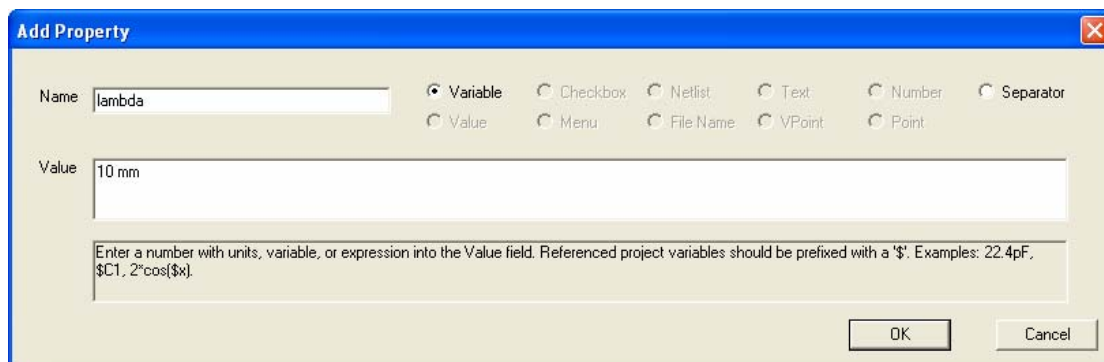 Add Property
Name lambda Variable Checkbox Netlist Text Number Separator
Value Menu File Name VPoint Point
Value 10 mm
Enter a number with units, variable, or expression into the Value field. Referenced project variables should be prefixed with a '$'. Examples: 22.4pF,
$C1, 2*cos($x).
OK Cancel